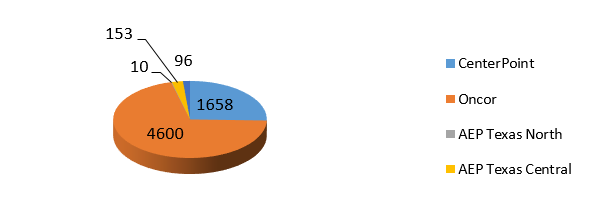 153
10
96
1658
4600
CenterPoint
Oncor
AEP Texas North
AEP Texas Central